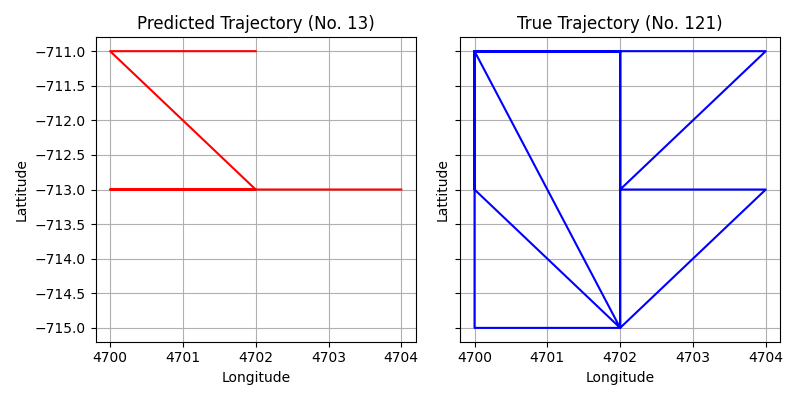 Predicted Trajectory (No. 13)
True Trajectory (No. 121)
−711.0
−711.5
−712.0
−712.5
−713.0
−713.5
−714.0
−714.5
−715.0
Lattitude
Lattitude
4700 4701 4702 4703 4704
4700 4701 4702 4703 4704
Longitude
Longitude